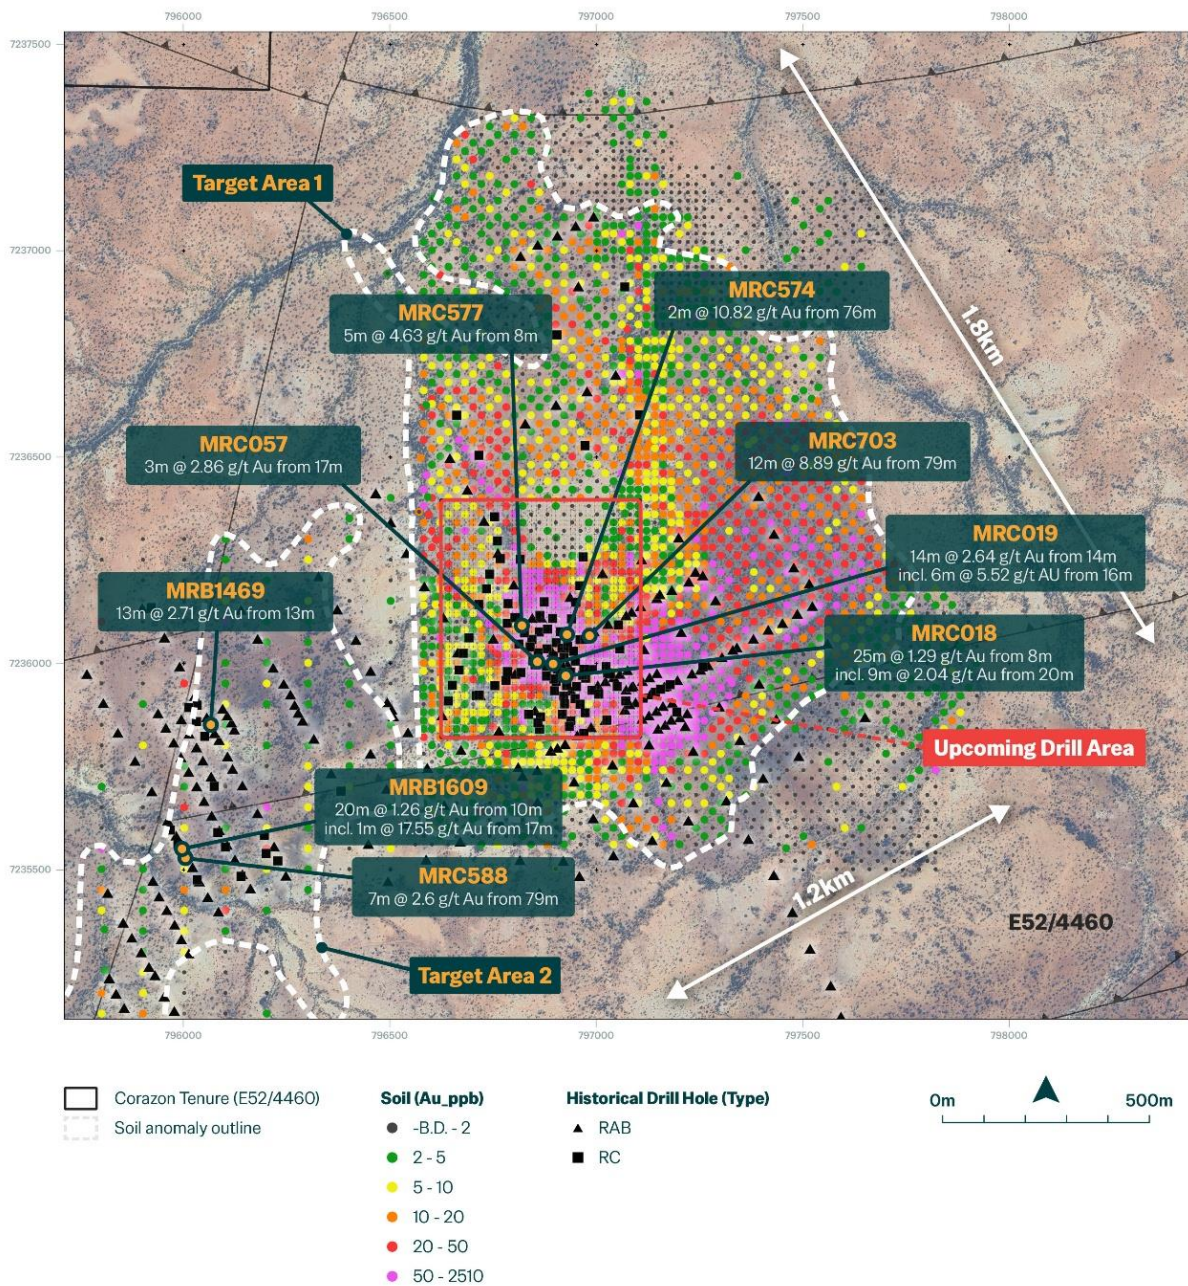 796000 796500 797000 797500 798000
7237500
Target Area 1
7237000
MRC577
5m @ 4.63 g/t Au from 8m
MRC574
2m @ 10.82 g/t Au from 76m
1.8km
MRC057
3m @ 2.86 g/t Au from 17m
MRC703
12m @ 8.89 g/t Au from 79m
7236500
MRC019
14m @ 2.64 g/t Au from 14m
incl. 6m @ 5.52 g/t AU from 16m
MRB1469
13m @ 2.71 g/t Au from 13m
MRC018
25m @ 1.29 g/t Au from 8m
incl. 9m @ 2.04 g/t Au from 20m
7236000
Upcoming Drill Area
MRB1609
20m @ 1.26 g/t Au from 10m
incl. 1m @ 17.55 g/t Au from 17m
7235500
MRC588
7m @ 2.6 g/t Au from 79m
1.2km
E52/4460
Target Area 2
796000 796500 797000 797500 798000
Corazon Tenure (E52/4460)
Soil anomaly outline
Soil (Au_ppb)
-B.D. - 2
2 - 5
5 - 10
10 - 20
20 - 50
50 - 2510
Historical Drill Hole (Type)
RAB
RC
0m 500m